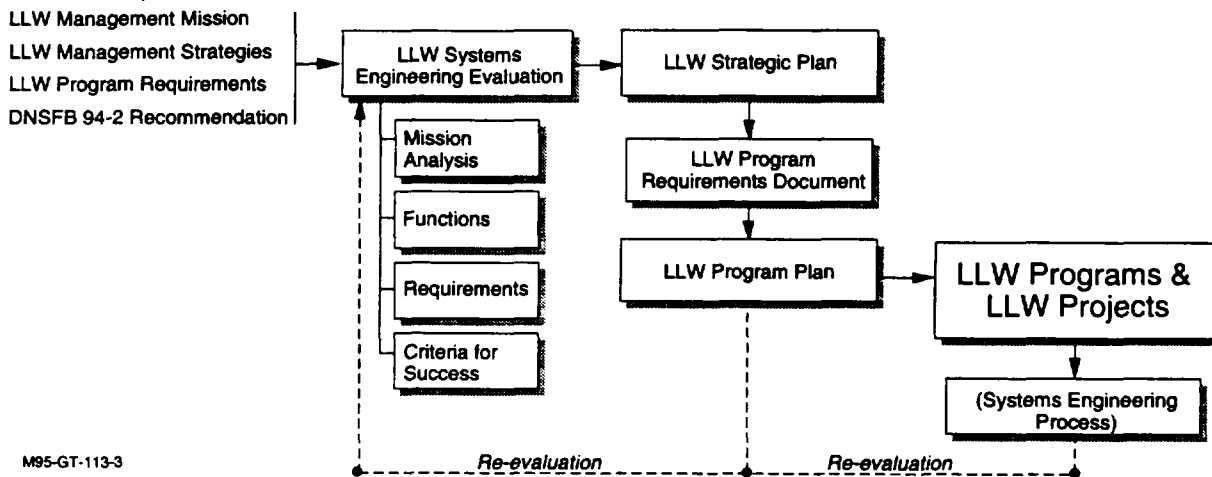 LLW Management Mission
LLW Management Strategies
LLW Program Requirements
DNSFB 94-2 Recommendation
LLW Systems
Engineering Evaluation
Mission
Analysis
Functions
Requirements
Criteria for
Success
LLW Strategic Plan
LLW Program
Requirements Document
LLW Program Plan
LLW Programs &
LLW Projects
(Systems Engineering
Process)
Re-evaluation
Re-evaluation
M95-GT-113-3